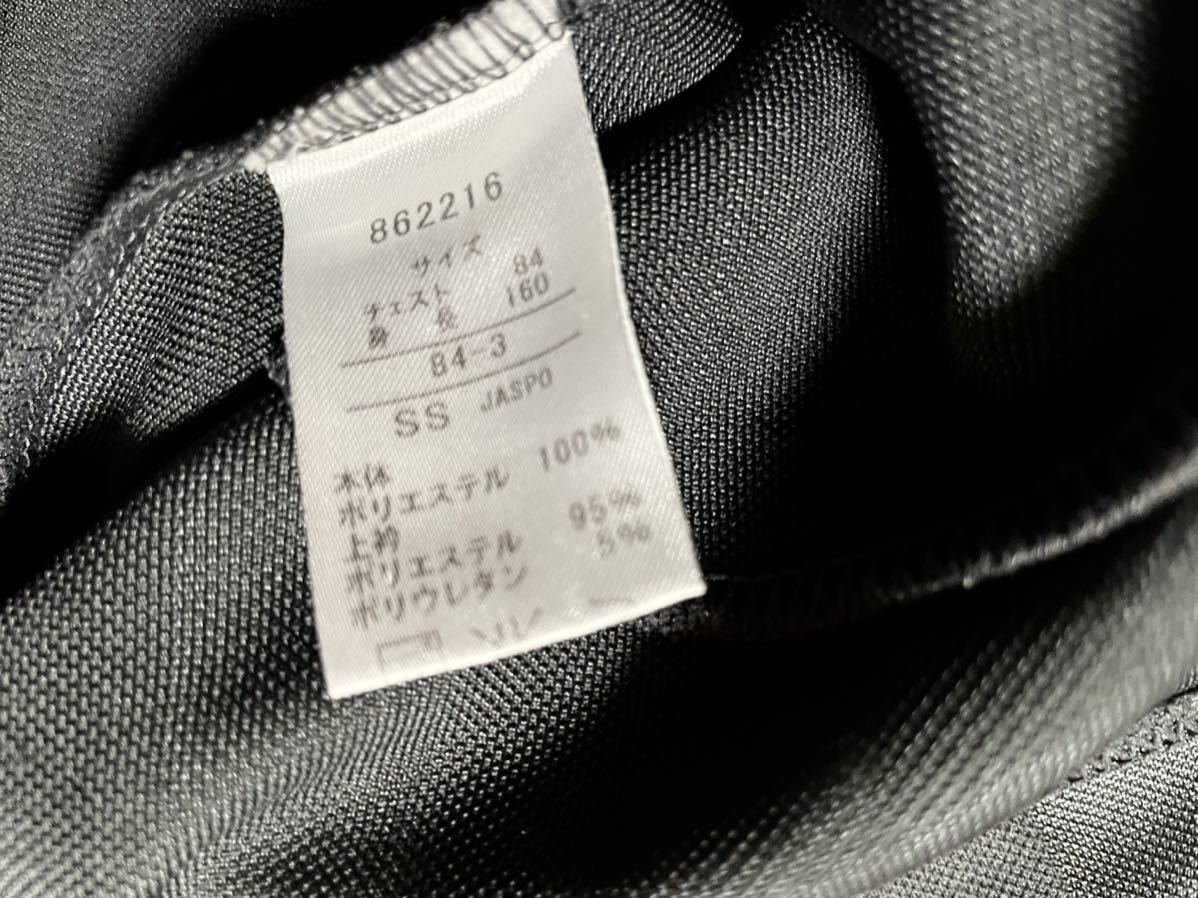 862216
サイズ
チェスト 84
身長 160
84-3
SS JASPO
本体
ポリエステル 100%
上衿
ポリエステル 95%
ポリウレタン 5%